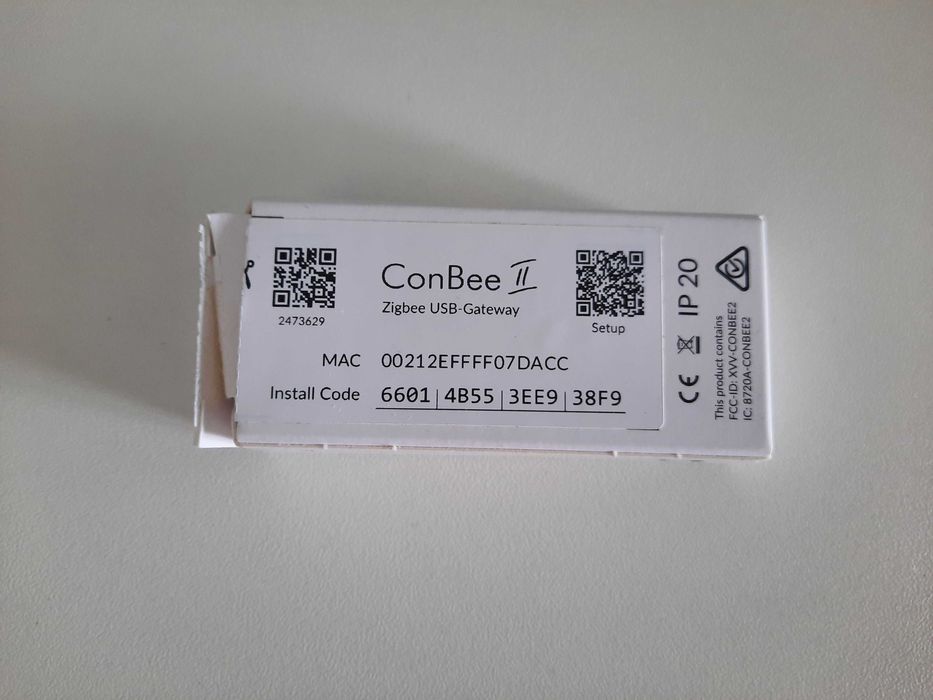 2473629
ConBee II
Zigbee USB-Gateway
Setup
MAC 00212EFFFF07DACC
Install Code 6601 | 4B55 | 3EE9 | 38F9
CE
IP 20
This product contains
FCC-ID: XVV-CONBEE2
IC: 8720A-CONBEE2